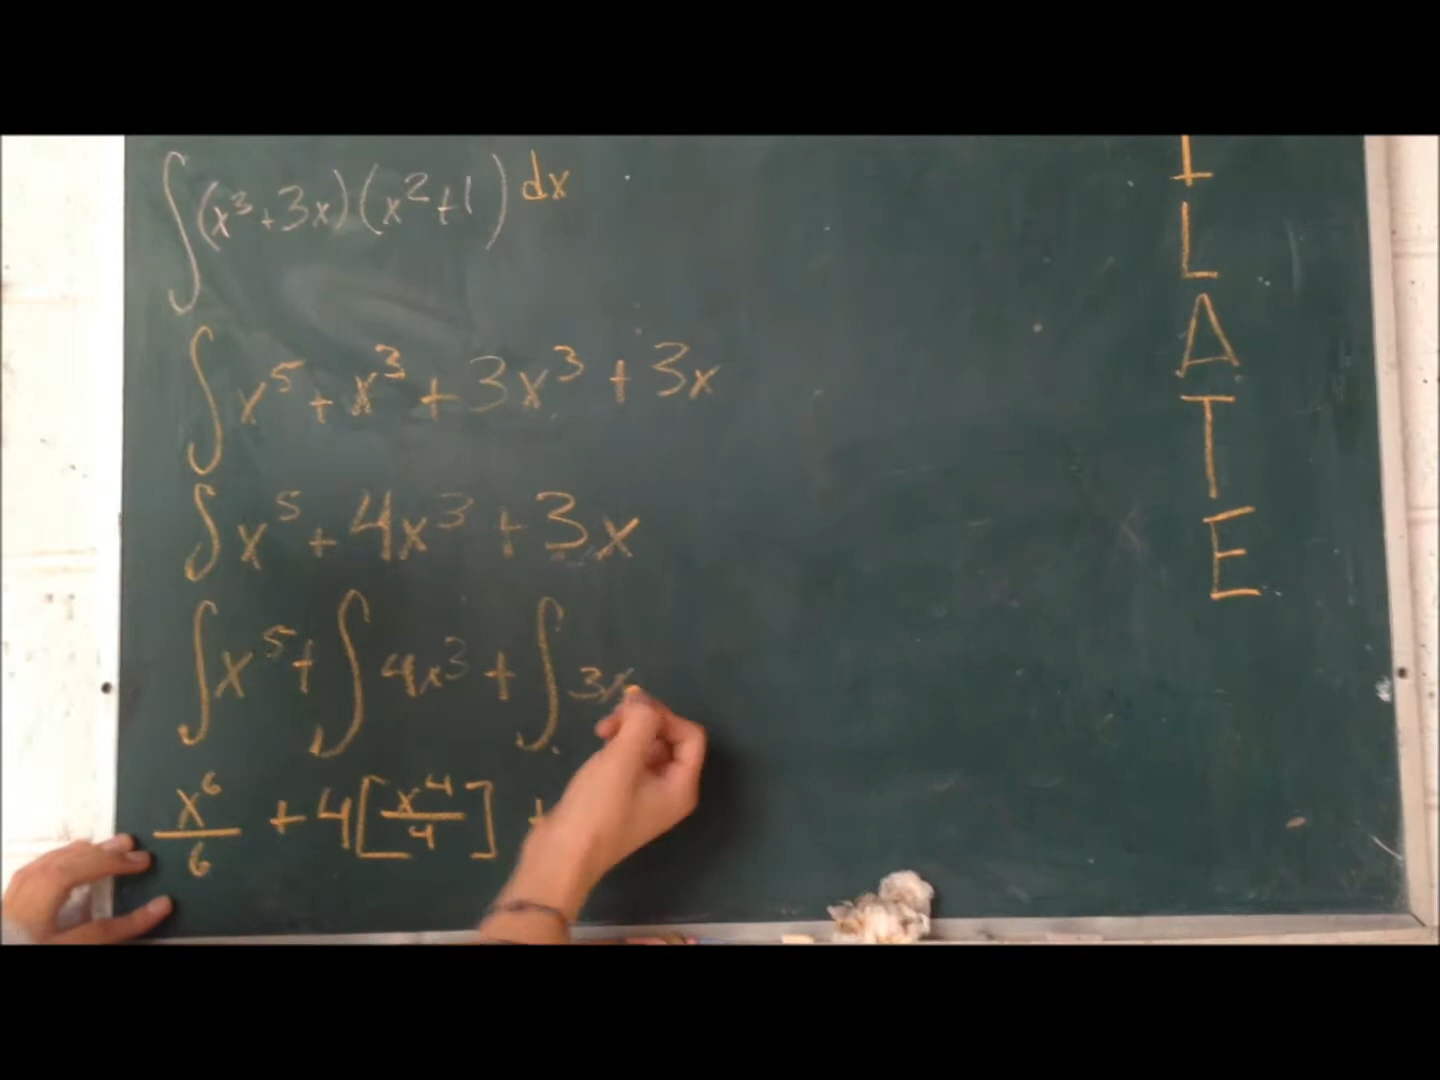 ∫(x³+3x)(x²+1) dx
∫x⁵+x³+3x³+3x
∫x⁵+4x³+3x
∫x⁵+∫4x³+∫3x
x⁶/6 +4[x⁴/4] +
I
L
A
T
E